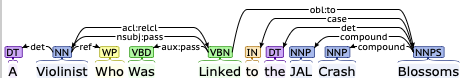 obl:to
acl:relcl case
nsubj:pass det
det ref aux:pass compound compound
DT NN WP VBD VBN IN DT NNP NNP NNPS
A Violinist Who Was Linked to the JAL Crash Blossoms